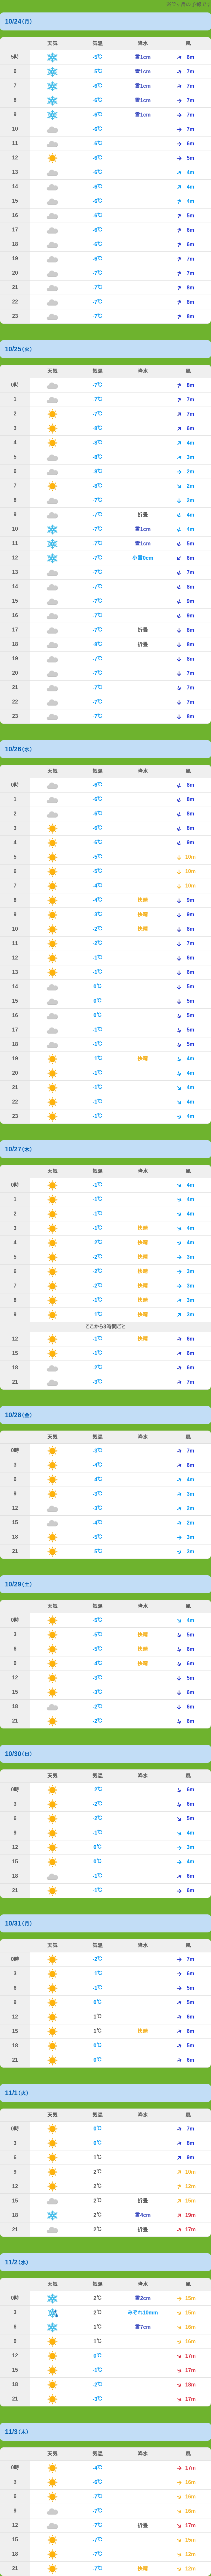 10/24(月)
天気 気温 降水 風
5時 -5℃ 雪1cm 6m
6 -5℃ 雪1cm 7m
7 -6℃ 雪1cm 7m
8 -6℃ 雪1cm 7m
9 -6℃ 雪1cm 7m
10 -6℃ 7m
11 -6℃ 6m
12 -6℃ 5m
13 -6℃ 4m
14 -6℃ 4m
15 -6℃ 4m
16 -6℃ 5m
17 -6℃ 6m
18 -6℃ 6m
19 -6℃ 7m
20 -7℃ 7m
21 -7℃ 8m
22 -7℃ 8m
23 -7℃ 8m
10/25(火)
天気 気温 降水 風
0時 -7℃ 8m
1 -7℃ 7m
2 -7℃ 7m
3 -8℃ 6m
4 -8℃ 4m
5 -8℃ 3m
6 -8℃ 2m
7 -8℃ 2m
8 -7℃ 2m
9 -7℃ 折曇 4m
10 -7℃ 雪1cm 4m
11 -7℃ 雪1cm 5m
12 -7℃ 小雪0cm 6m
13 -7℃ 7m
14 -7℃ 8m
15 -7℃ 9m
16 -7℃ 9m
17 -7℃ 折曇 8m
18 -8℃ 折曇 8m
19 -7℃ 8m
20 -7℃ 7m
21 -7℃ 7m
22 -7℃ 7m
23 -7℃ 8m
10/26(水)
天気 気温 降水 風
0時 -6℃ 8m
1 -6℃ 8m
2 -6℃ 8m
3 -6℃ 8m
4 -6℃ 9m
5 -5℃ 10m
6 -5℃ 10m
7 -4℃ 10m
8 -4℃ 快晴 9m
9 -3℃ 快晴 9m
10 -2℃ 快晴 8m
11 -2℃ 7m
12 -1℃ 6m
13 -1℃ 6m
14 0℃ 5m
15 0℃ 5m
16 0℃ 5m
17 -1℃ 5m
18 -1℃ 5m
19 -1℃ 快晴 4m
20 -1℃ 4m
21 -1℃ 4m
22 -1℃ 4m
23 -1℃ 4m
10/27(木)
天気 気温 降水 風
0時 -1℃ 4m
1 -1℃ 4m
2 -1℃ 4m
3 -1℃ 快晴 4m
4 -2℃ 快晴 4m
5 -2℃ 快晴 3m
6 -2℃ 快晴 3m
7 -2℃ 快晴 3m
8 -1℃ 快晴 3m
9 -1℃ 快晴 3m
ここから3時間ごと
12 -1℃ 快晴 6m
15 -1℃ 6m
18 -2℃ 6m
21 -3℃ 7m
10/28(金)
天気 気温 降水 風
0時 -3℃ 7m
3 -4℃ 6m
6 -4℃ 4m
9 -3℃ 3m
12 -3℃ 2m
15 -4℃ 2m
18 -5℃ 3m
21 -5℃ 3m
10/29(土)
天気 気温 降水 風
0時 -5℃ 4m
3 -5℃ 快晴 5m
6 -5℃ 快晴 6m
9 -4℃ 快晴 6m
12 -3℃ 5m
15 -3℃ 6m
18 -2℃ 6m
21 -2℃ 6m
10/30(日)
天気 気温 降水 風
0時 -2℃ 6m
3 -2℃ 6m
6 -2℃ 5m
9 -1℃ 4m
12 0℃ 3m
15 0℃ 4m
18 -1℃ 6m
21 -1℃ 6m
10/31(月)
天気 気温 降水 風
0時 -2℃ 7m
3 -1℃ 6m
6 -1℃ 5m
9 0℃ 5m
12 1℃ 6m
15 1℃ 快晴 6m
18 0℃ 5m
21 0℃ 6m
11/1(火)
天気 気温 降水 風
0時 0℃ 7m
3 0℃ 8m
6 1℃ 9m
9 2℃ 10m
12 2℃ 12m
15 2℃ 折曇 15m
18 2℃ 雪4cm 19m
21 2℃ 折曇 17m
11/2(水)
天気 気温 降水 風
0時 2℃ 雪2cm 15m
3 2℃ みぞれ10mm 15m
6 1℃ 雪7cm 16m
9 1℃ 16m
12 0℃ 17m
15 -1℃ 17m
18 -2℃ 18m
21 -3℃ 17m
11/3(木)
天気 気温 降水 風
0時 -4℃ 17m
3 -6℃ 16m
6 -7℃ 16m
9 -7℃ 16m
12 -7℃ 折曇 17m
15 -7℃ 15m
18 -7℃ 12m
21 -7℃ 快晴 12m